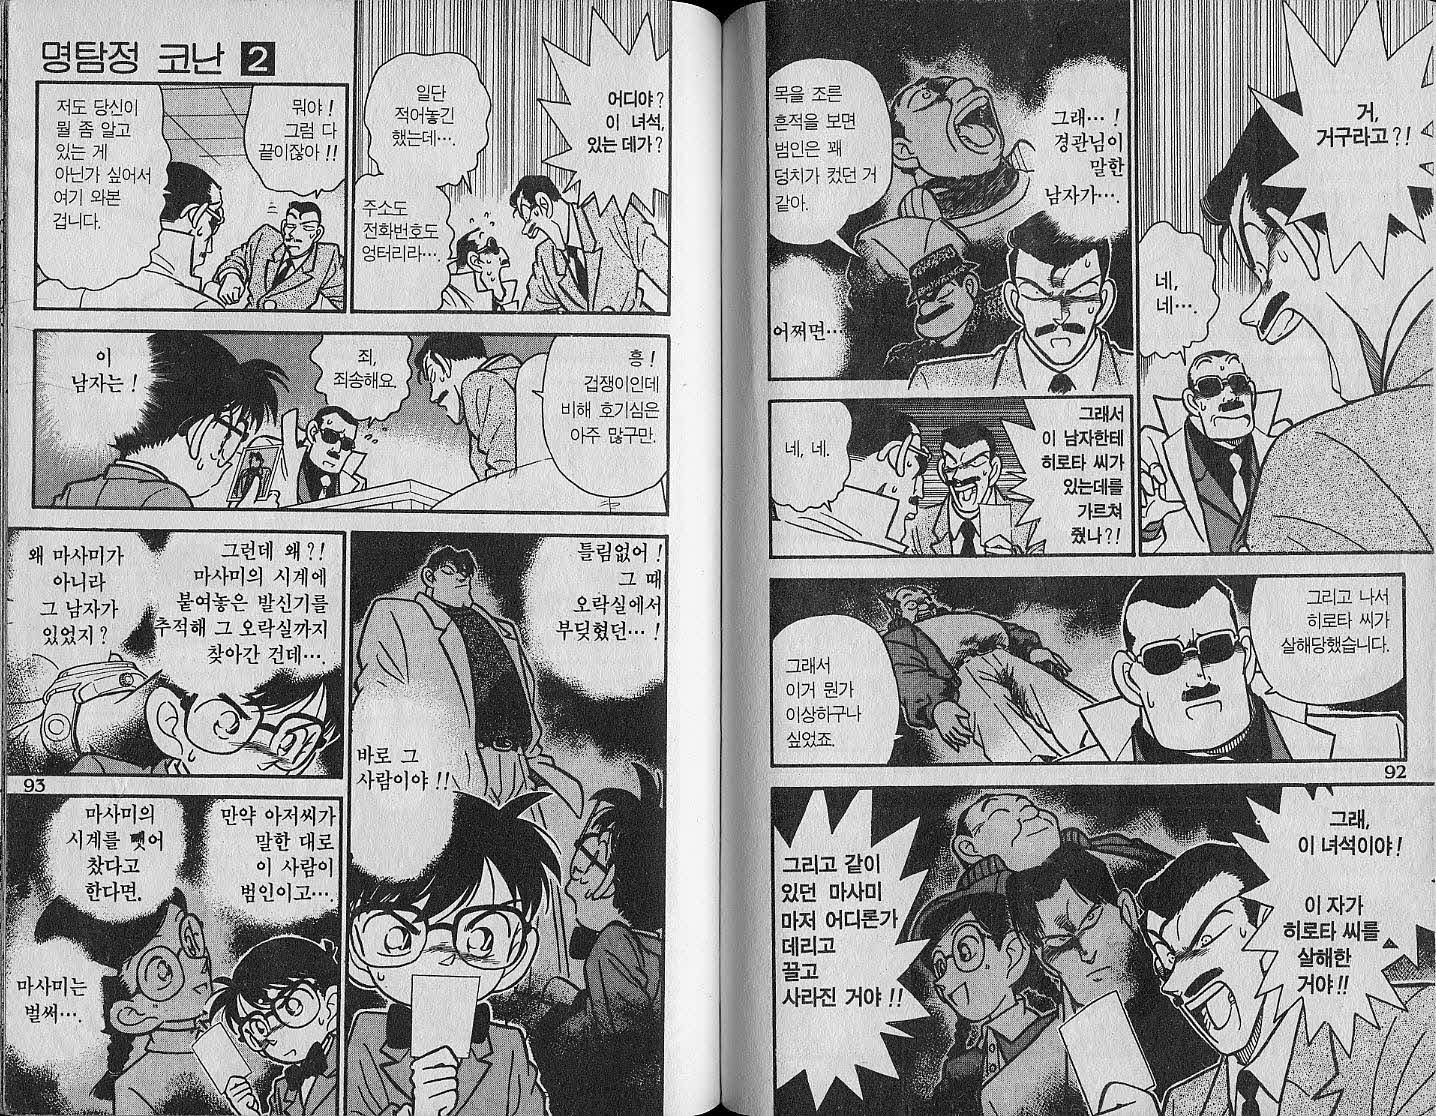 거,
거구라고?!
네,
네….
그래…!
경관님이
말한
남자가….
목을 조른
흔적을 보면
범인은 꽤
덩치가 컸던 거
같아.
어쩌면…
그래서
이 남자한테
히로타 씨가
있는데를
가르쳐
줬나?!
네, 네.
그리고 나서
히로타 씨가
살해당했습니다.
그래서
이거 뭔가
이상하구나
싶었죠.
92
그래,
이 녀석이야!
이 자가
히로타 씨를
살해한
거야!!
그리고 같이
있던 마사미
마저 어디론가
데리고
끌고
사라진 거야!!
명탐정 코난 2
어디야?
이 녀석,
있는 데가?
일단
적어놓긴
했는데….
주소도
전화번호도
엉터리라….
뭐야!
그럼 다
끝이잖아!!
저도 당신이
뭘 좀 알고
있는 게
아닌가 싶어서
여기 와본
겁니다.
흥!
겁쟁이인데
비해 호기심은
아주 많구만.
죄,
죄송해요.
이
남자는!
틀림없어!
그 때
오락실에서
부딪혔던…!
바로 그
사람이야!!
그런데 왜?!
마사미의 시계에
붙여놓은 발신기를
추적해 그 오락실까지
찾아간 건데….
왜 마사미가
아니라
그 남자가
있었지?
93
만약 아저씨가
말한 대로
이 사람이
범인이고…
마사미의
시계를 뺏어
찼다고
한다면.
마사미는
벌써….